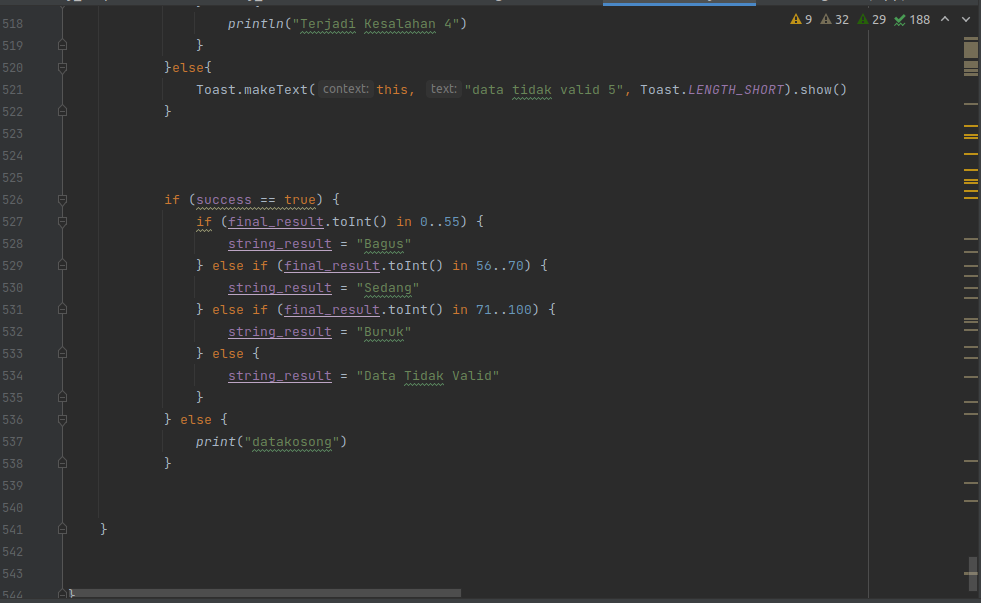 9 32 29 188
518 println("Terjadi Kesalahan 4")
519 }
520 }else{
521 Toast.makeText( context: this, text: "data tidak valid 5", Toast.LENGTH_SHORT).show()
522 }
523
524
525
526 if (success == true) {
527 if (final_result.toInt() in 0..55) {
528 string_result = "Bagus"
529 } else if (final_result.toInt() in 56..70) {
530 string_result = "Sedang"
531 } else if (final_result.toInt() in 71..100) {
532 string_result = "Buruk"
533 } else {
534 string_result = "Data Tidak Valid"
535 }
536 } else {
537 print("datakosong")
538 }
539
540
541 }
542
543
544 }